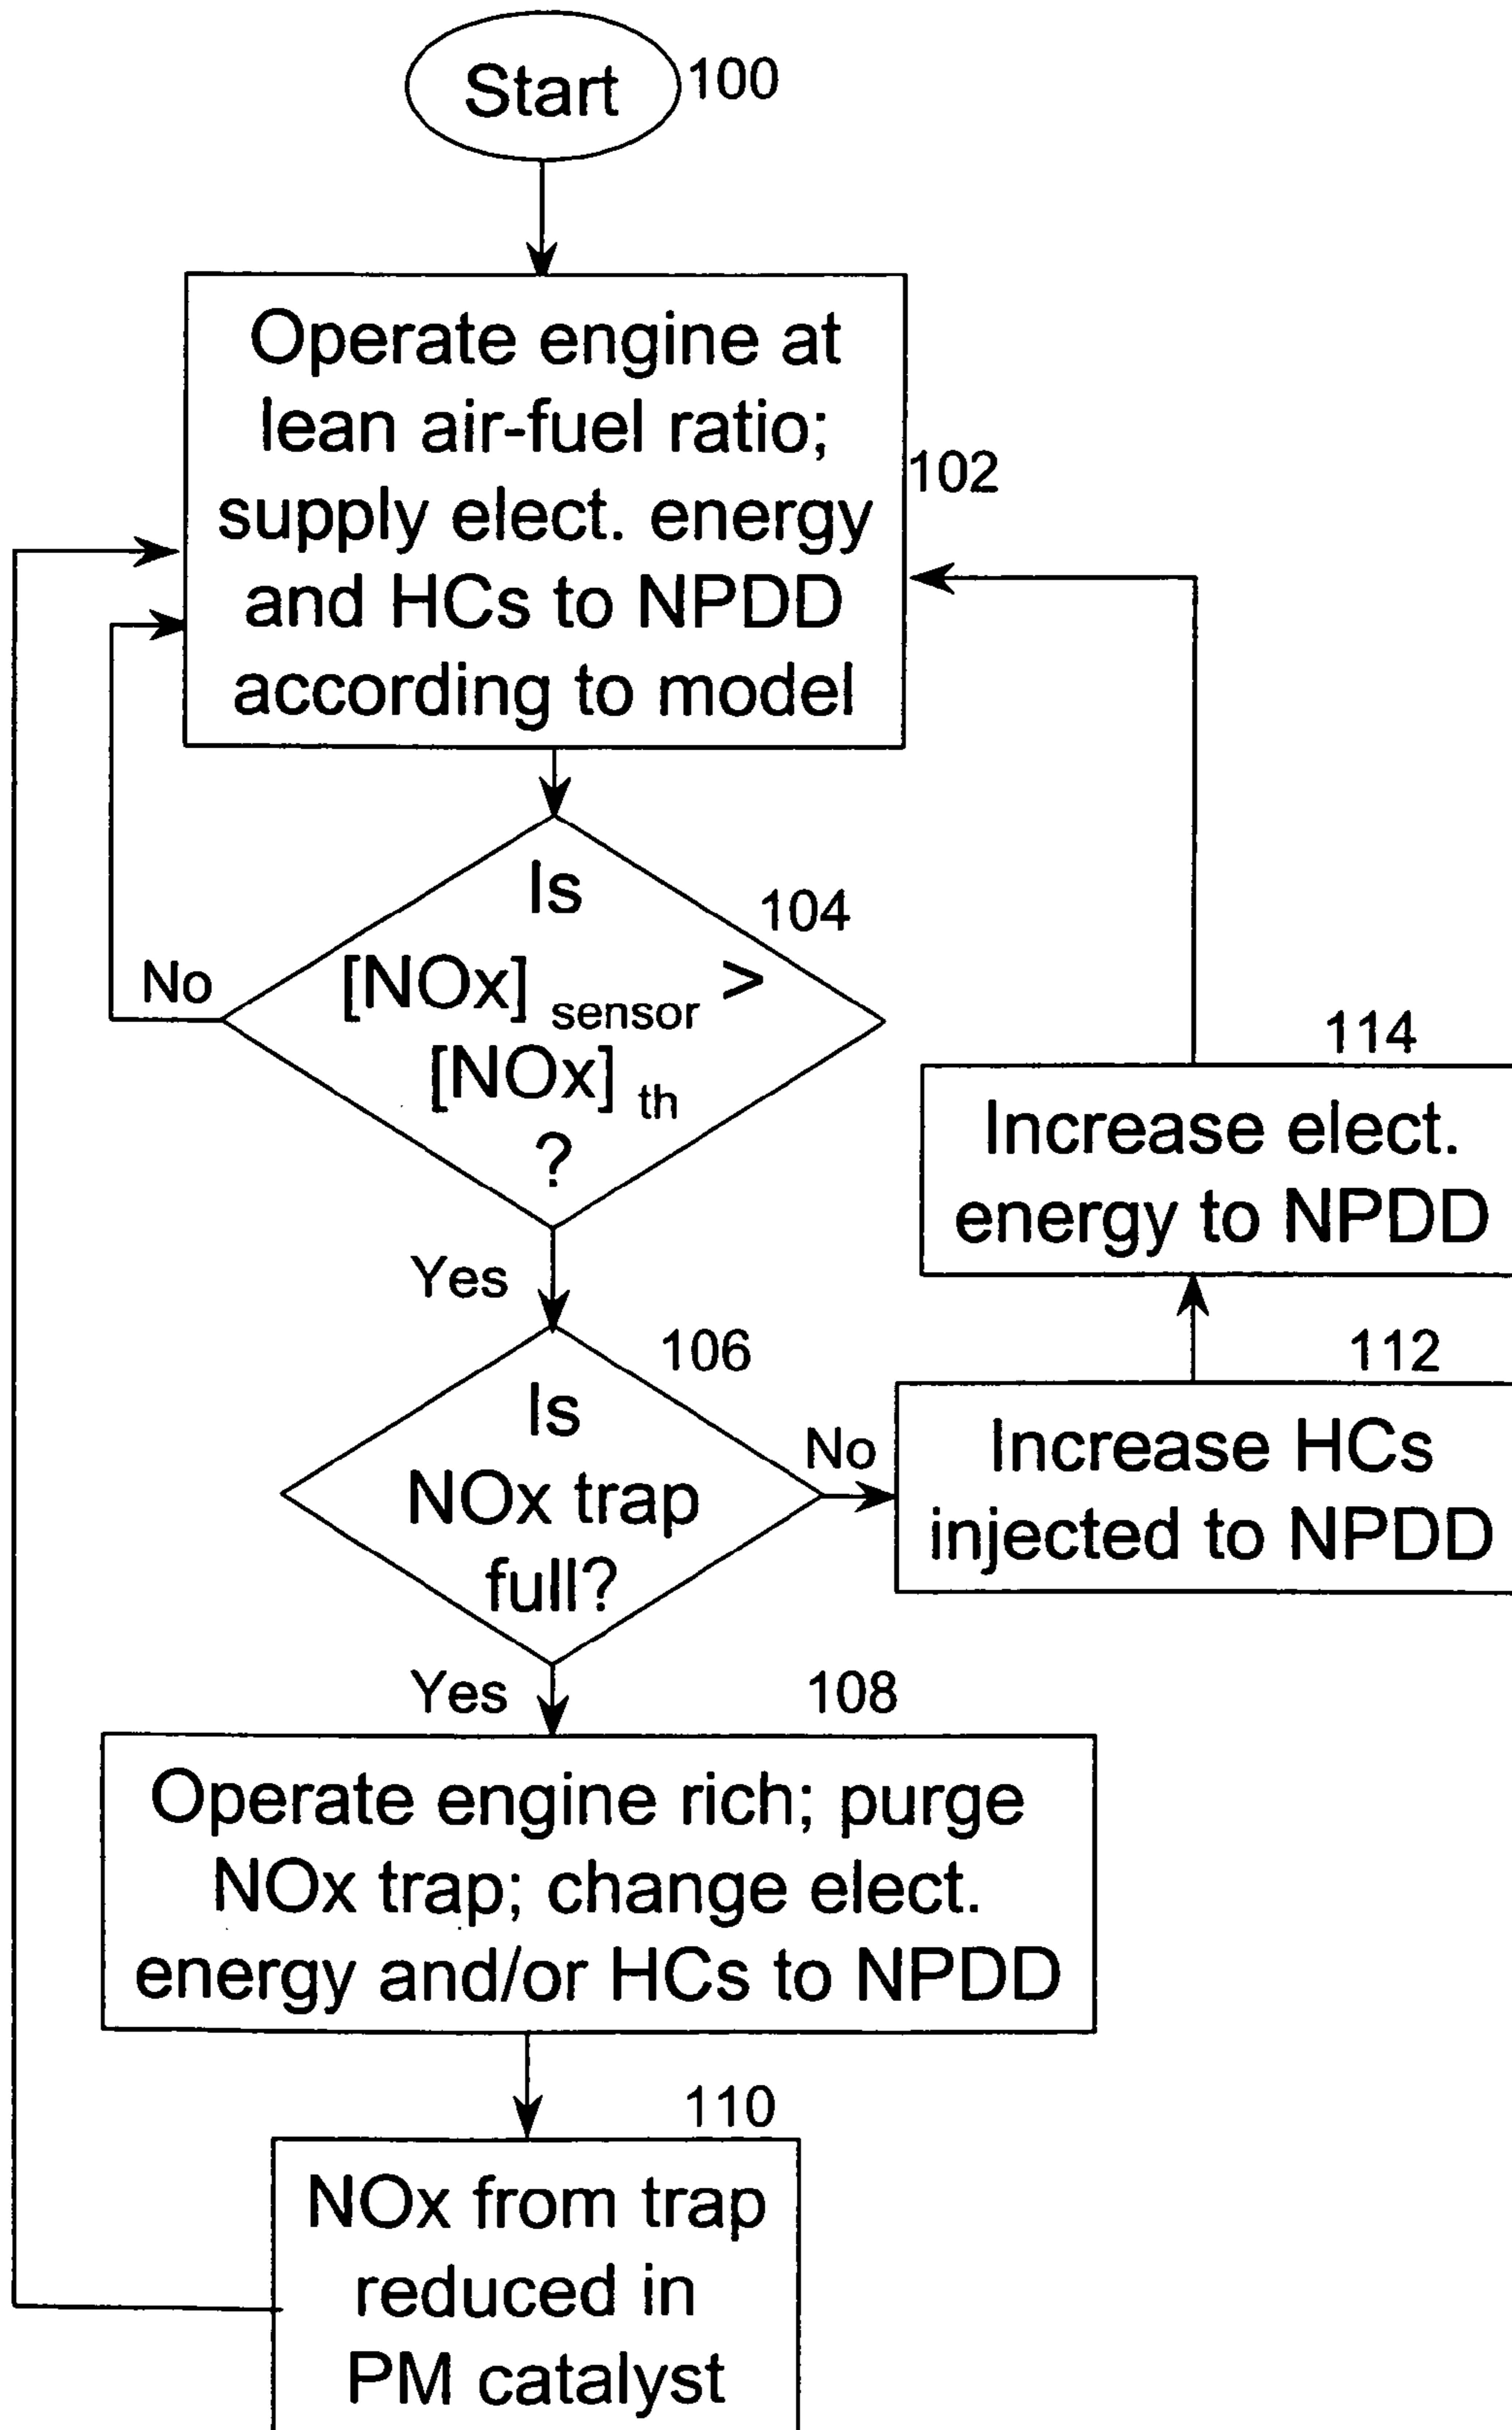 Start
100
Operate engine at
lean air-fuel ratio;
supply elect. energy
and HCs to NPDD
according to model
102
Is
[NOx] sensor >
[NOx] th
?
104
No
Yes
Is
NOx trap
full?
106
No
Increase HCs
injected to NPDD
112
Increase elect.
energy to NPDD
114
Yes
108
Operate engine rich; purge
NOx trap; change elect.
energy and/or HCs to NPDD
110
NOx from trap
reduced in
PM catalyst